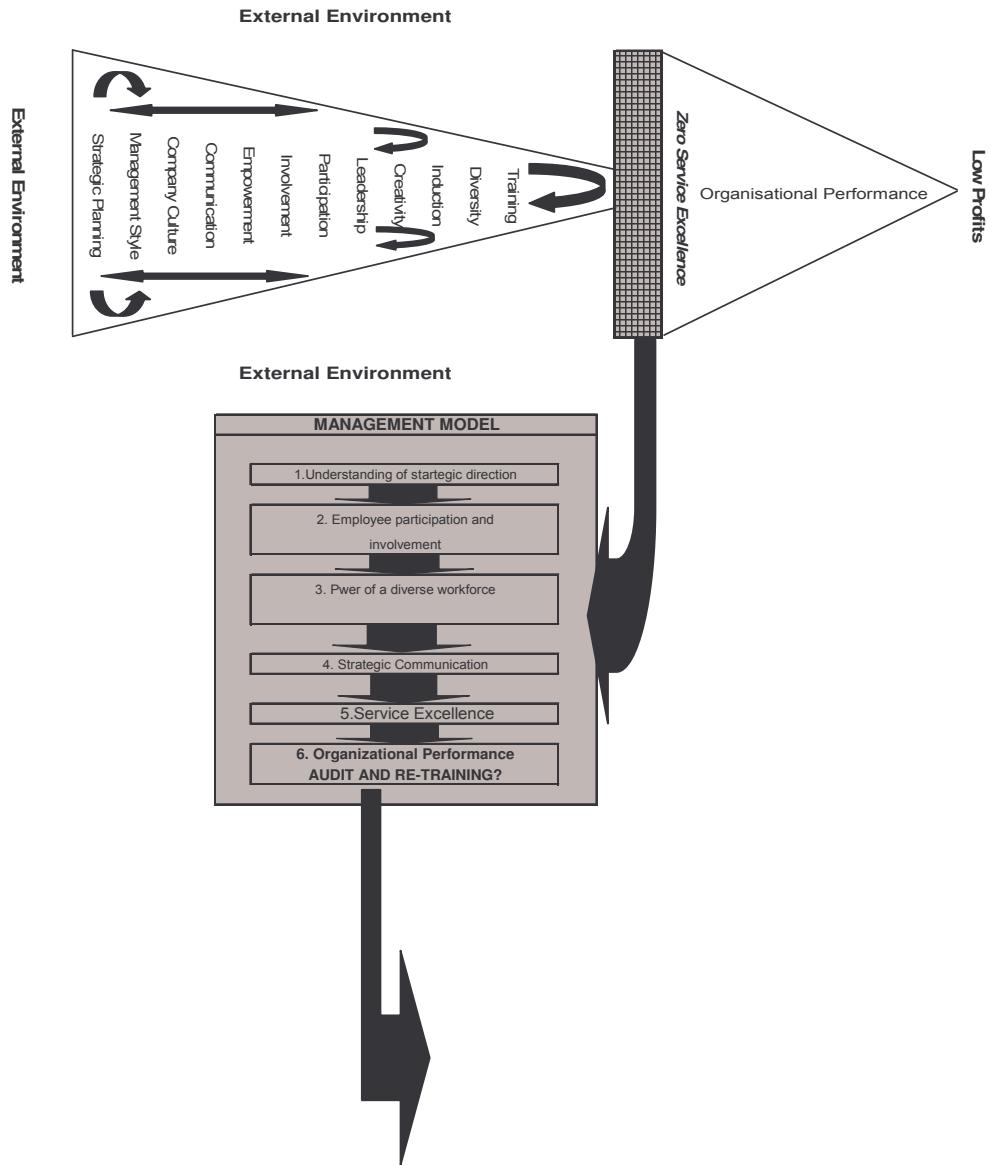 External Environment
External Environment
Strategic Planning
Management Style
Company Culture
Communication
Empowerment
Involvement
Participation
Leadership
Creativity
Induction
Diversity
Training
Zero Service Excellence
Organisational Performance
Low Profits
External Environment
MANAGEMENT MODEL
1.Understanding of startegic direction
2. Employee participation and
involvement
3. Pwer of a diverse workforce
4. Strategic Communication
5.Service Excellence
6. Organizational Performance
AUDIT AND RE-TRAINING?